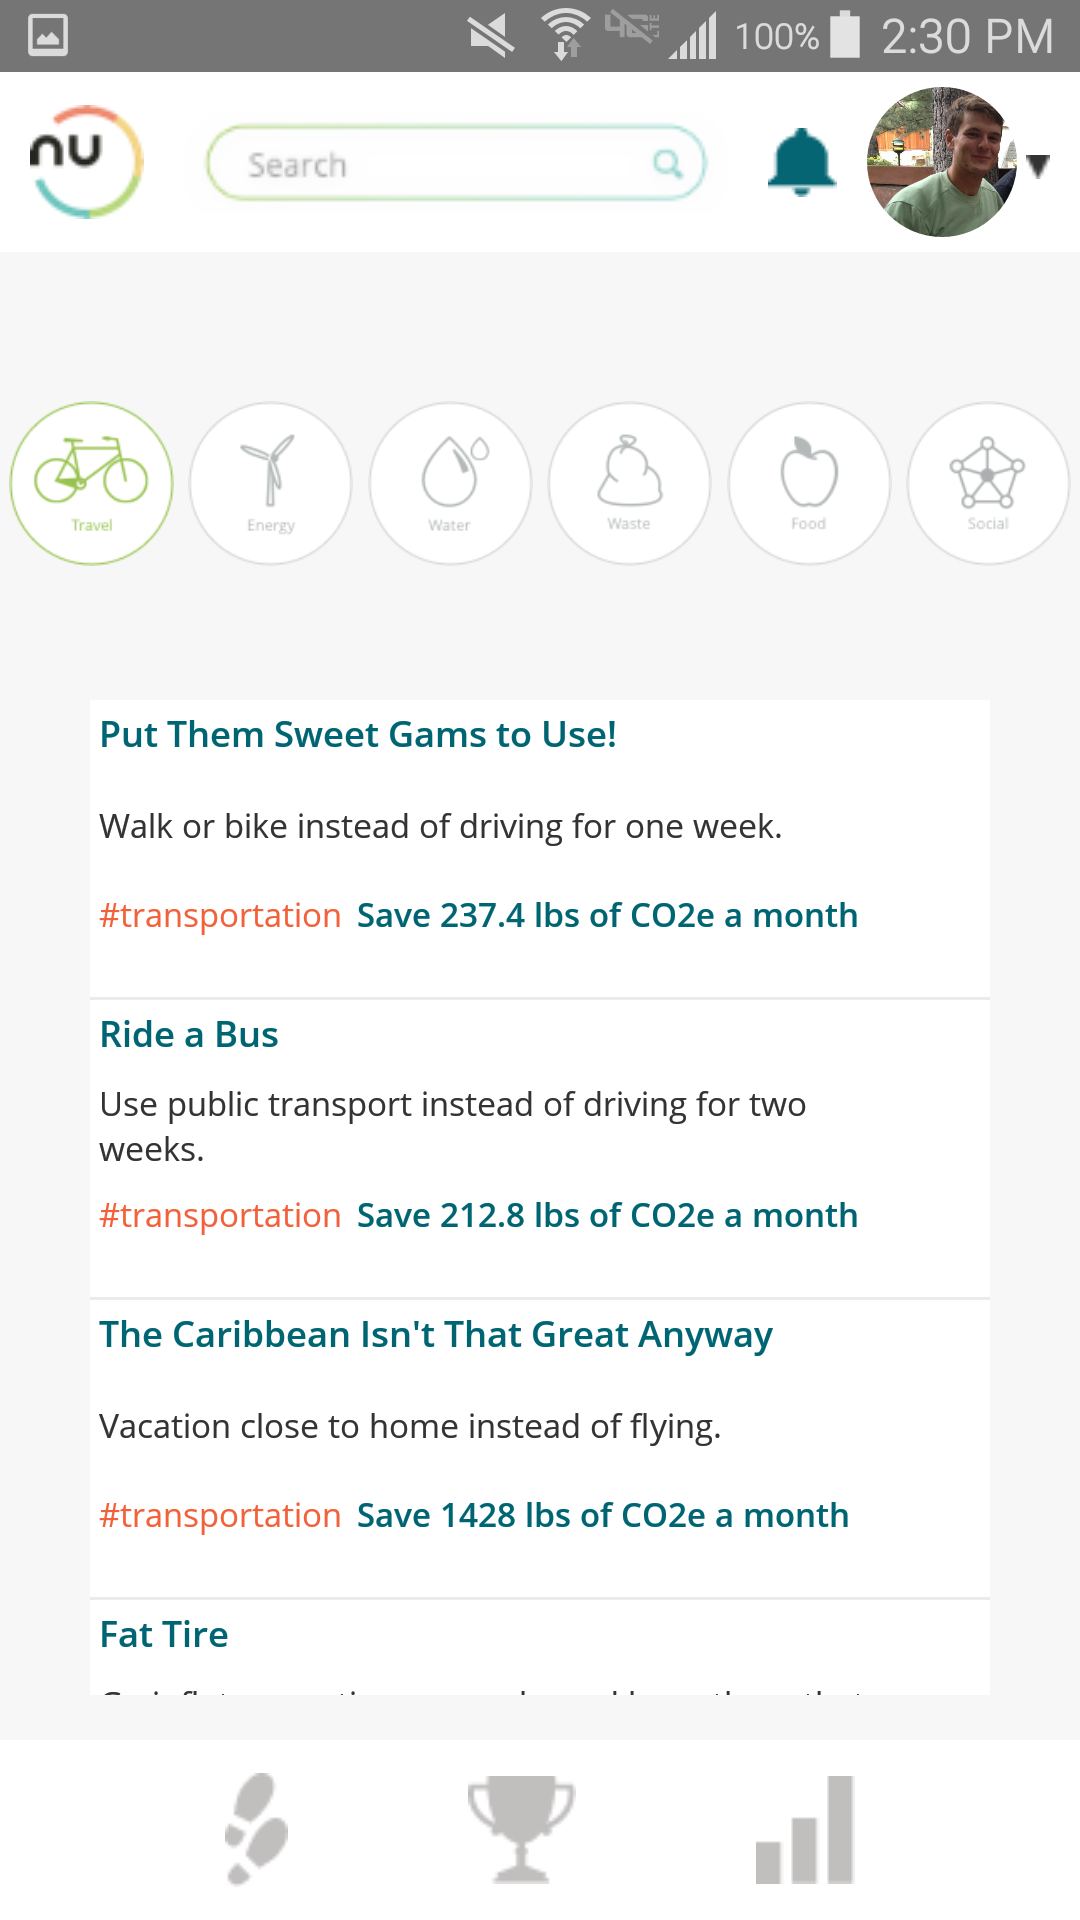 4G LTE 100% 2:30 PM
nu
Search
Travel Energy Water Waste Food Social
Put Them Sweet Gams to Use!
Walk or bike instead of driving for one week.
#transportation Save 237.4 lbs of CO2e a month
Ride a Bus
Use public transport instead of driving for two
weeks.
#transportation Save 212.8 lbs of CO2e a month
The Caribbean Isn't That Great Anyway
Vacation close to home instead of flying.
#transportation Save 1428 lbs of CO2e a month
Fat Tire